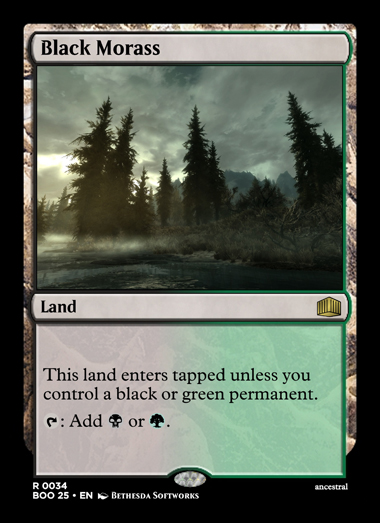 Black Morass
Land
This land enters tapped unless you
control a black or green permanent.
: Add or .
R 0034
BOO 25 • EN Bethesda Softworks
ancestral